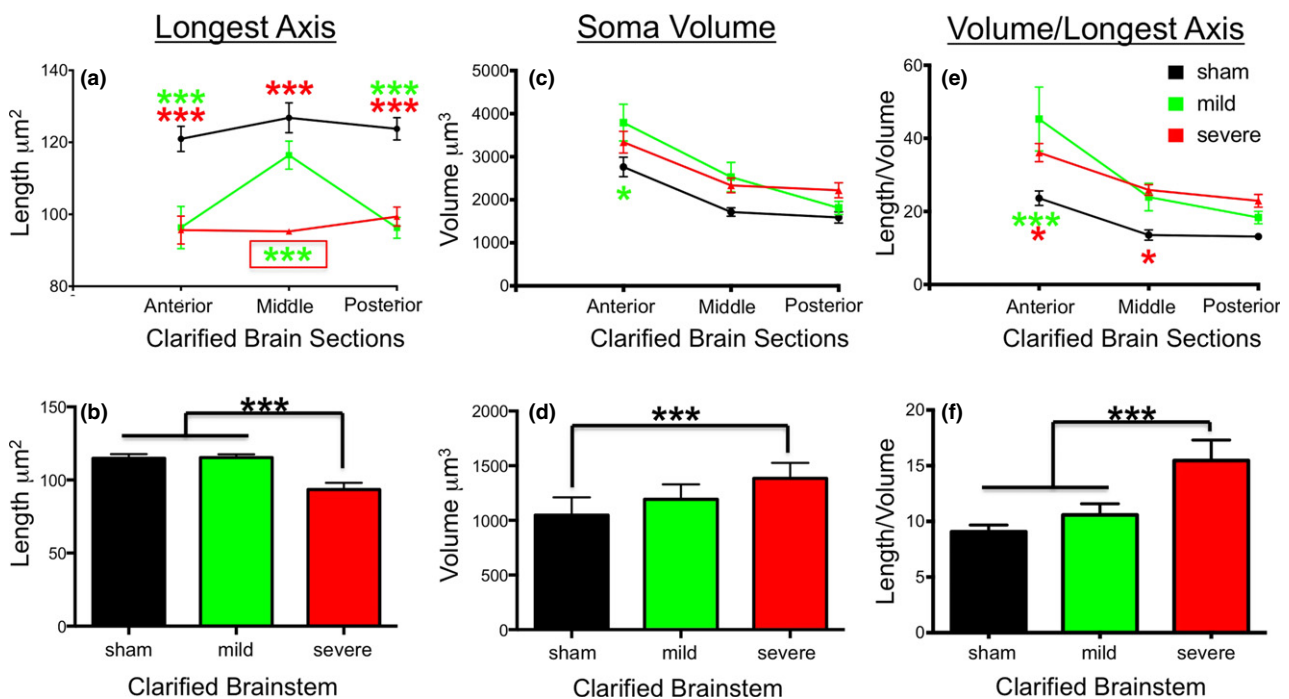 Longest Axis
Soma Volume
Volume/Longest Axis
(a)
140
120
100
80
Length μm²
***
***
***
***
***
***
Anterior
Middle
Posterior
Clarified Brain Sections
(c)
5000
4000
3000
2000
1000
0
Volume μm³
*
Anterior
Middle
Posterior
Clarified Brain Sections
(e)
60
40
20
0
Length/Volume
sham
mild
severe
***
*
*
Anterior
Middle
Posterior
Clarified Brain Sections
(b)
150
100
50
0
Length μm²
***
sham
mild
severe
Clarified Brainstem
(d)
2000
1500
1000
500
0
Volume μm³
***
sham
mild
severe
Clarified Brainstem
(f)
20
15
10
5
0
Length/Volume
***
sham
mild
severe
Clarified Brainstem